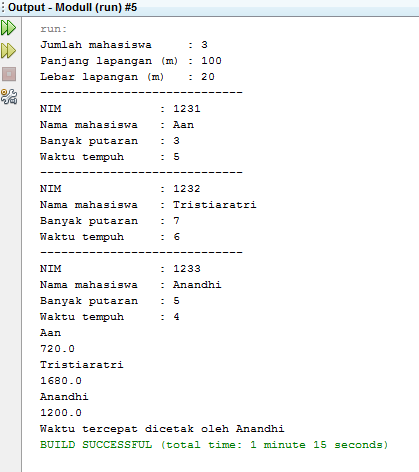 Output - Modul1 (run) #5
run:
Jumlah mahasiswa     : 3
Panjang lapangan (m) : 100
Lebar lapangan (m)   : 20
-----------------------------
NIM              : 1231
Nama mahasiswa   : Aan
Banyak putaran   : 3
Waktu tempuh     : 5
-----------------------------
NIM              : 1232
Nama mahasiswa   : Tristiaratri
Banyak putaran   : 7
Waktu tempuh     : 6
-----------------------------
NIM              : 1233
Nama mahasiswa   : Anandhi
Banyak putaran   : 5
Waktu tempuh     : 4
Aan
720.0
Tristiaratri
1680.0
Anandhi
1200.0
Waktu tercepat dicetak oleh Anandhi
BUILD SUCCESSFUL (total time: 1 minute 15 seconds)